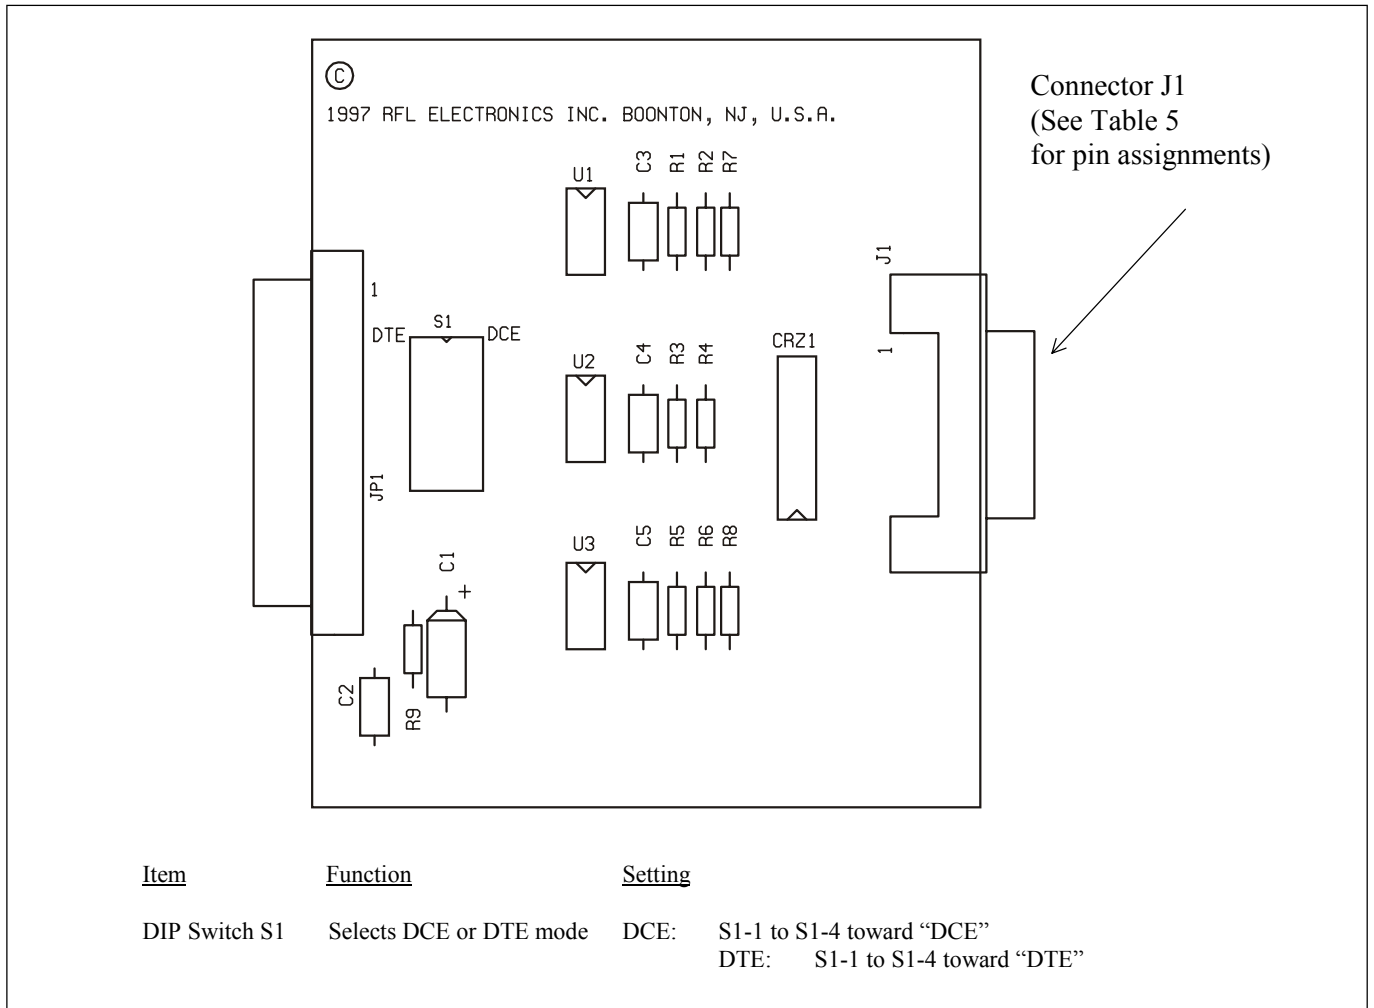 ©
1997 RFL ELECTRONICS INC. BOONTON, NJ, U.S.A.
Connector J1
(See Table 5
for pin assignments)
U1
C3
R1
R2
R7
J1
1
1
DTE
S1
DCE
U2
C4
R3
R4
CRZ1
JP1
U3
C5
R5
R6
R8
C1
+
C2
R9
Item Function Setting
DIP Switch S1 Selects DCE or DTE mode DCE: S1-1 to S1-4 toward “DCE”
DTE: S1-1 to S1-4 toward “DTE”